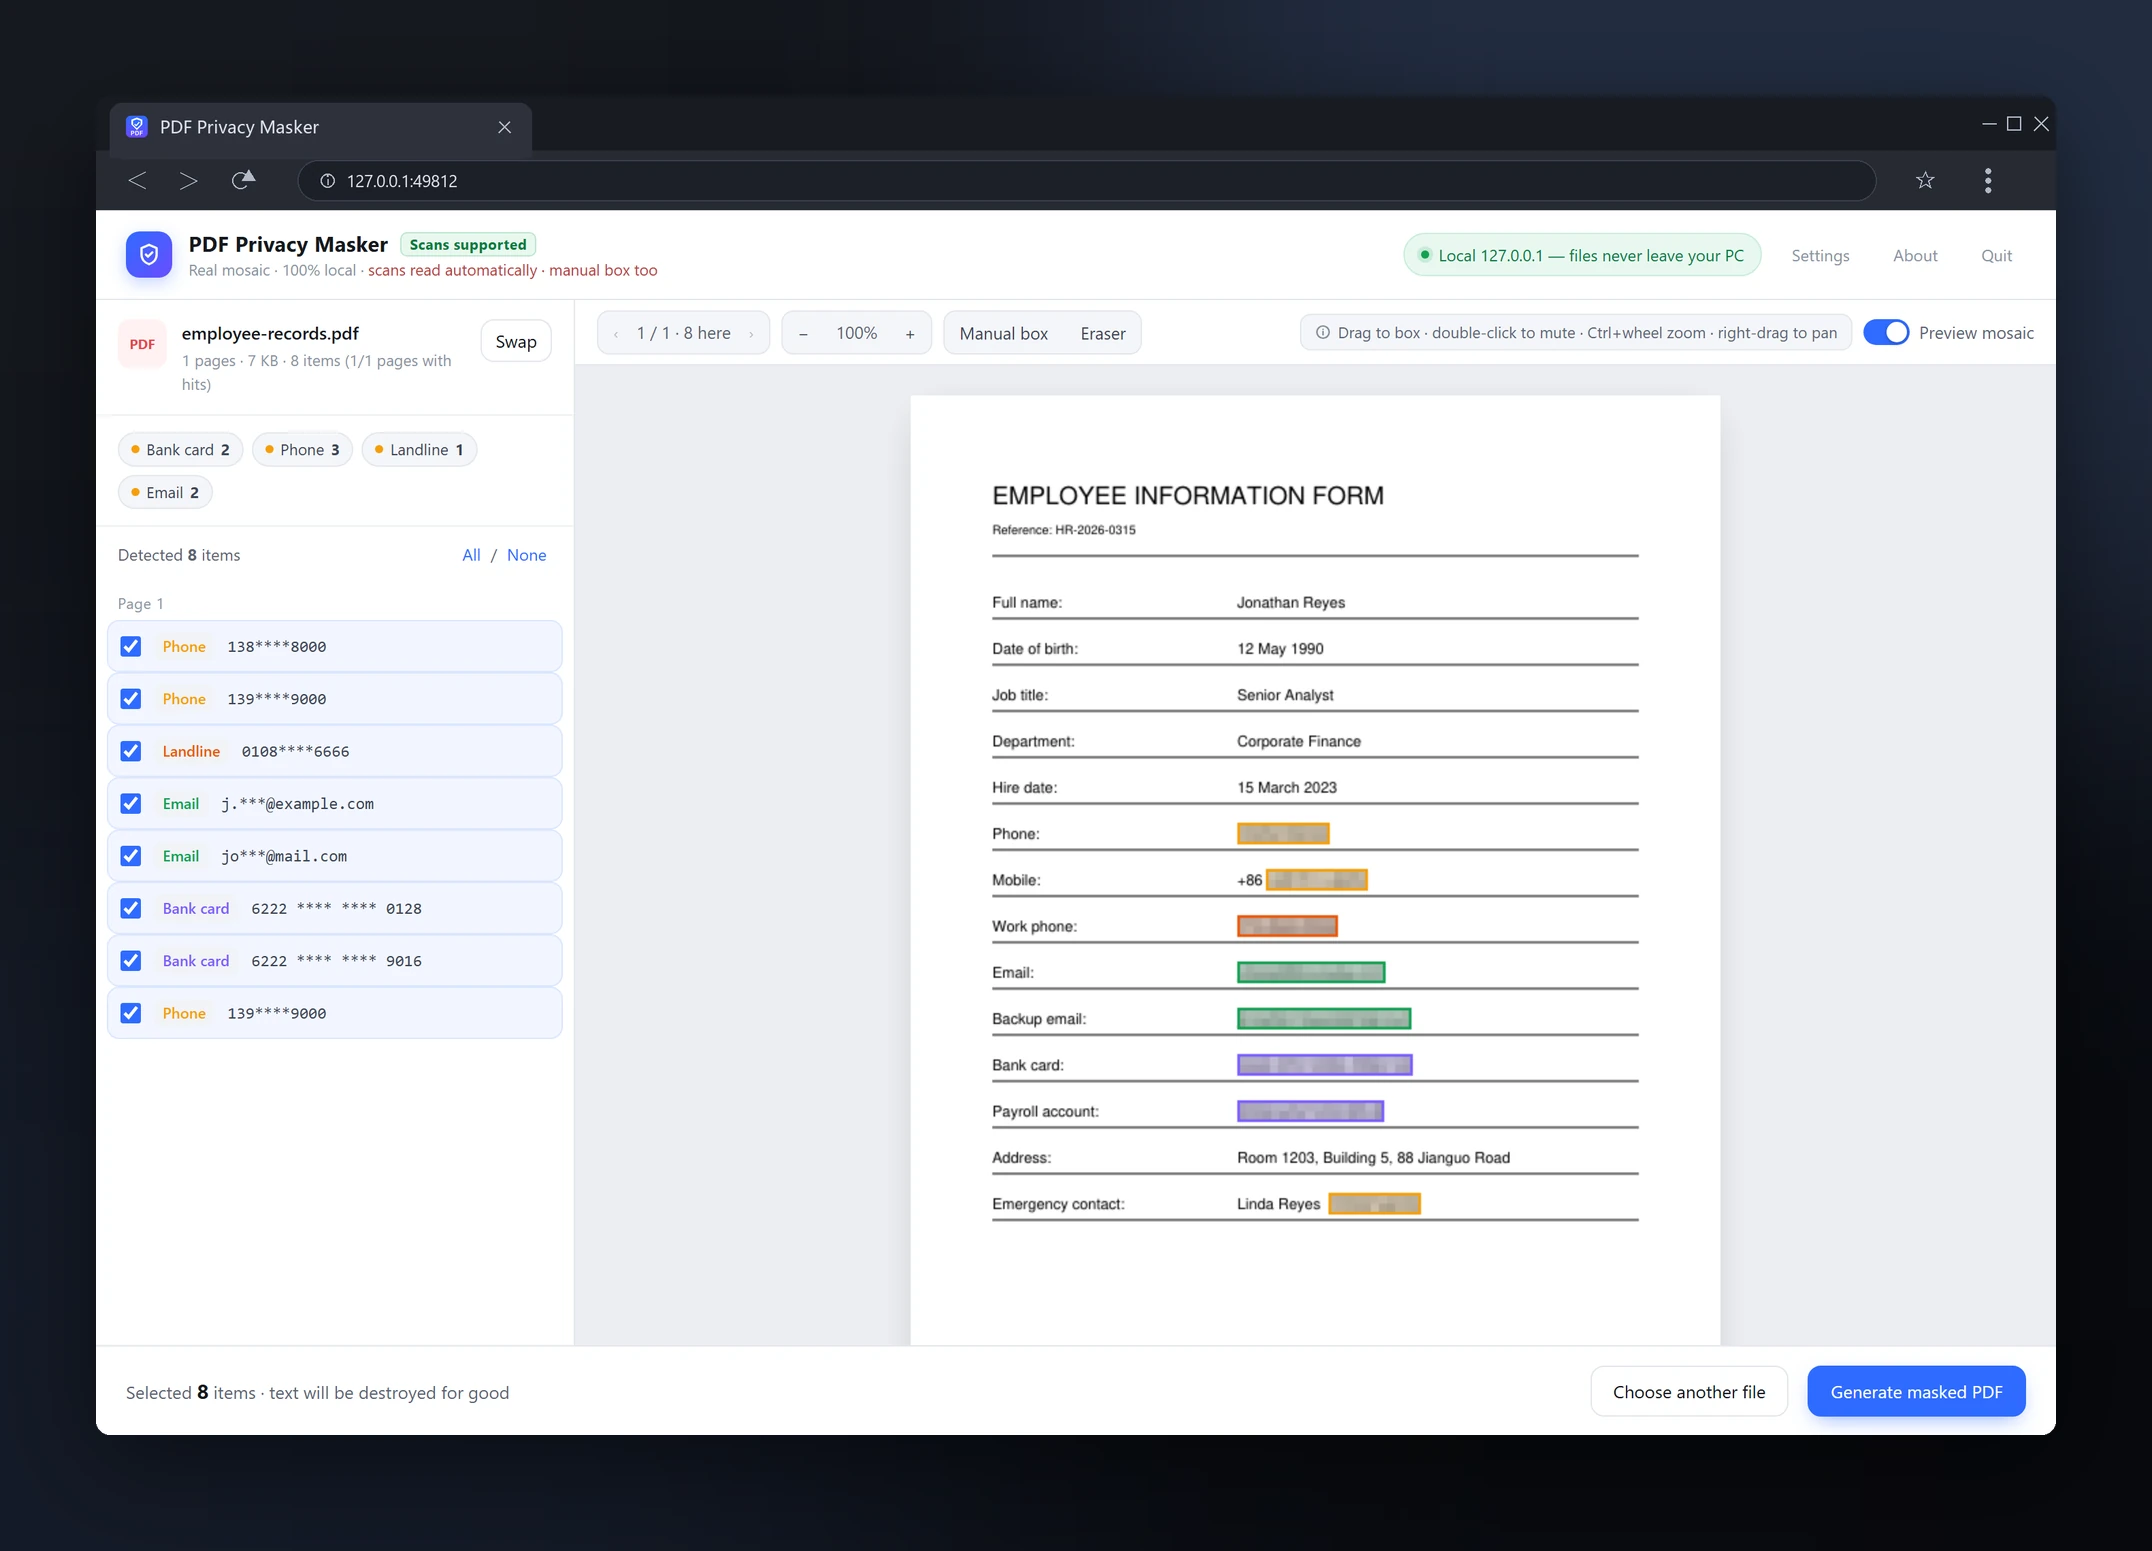 PDF Privacy Masker
127.0.0.1:49812
PDF Privacy Masker Scans supported
Real mosaic · 100% local · scans read automatically · manual box too
Local 127.0.0.1 — files never leave your PC
Settings
About
Quit
PDF
employee-records.pdf
1 pages · 7 KB · 8 items (1/1 pages with
hits)
Swap
Bank card 2
Phone 3
Landline 1
Email 2
Detected 8 items
All / None
Page 1
Phone 138****8000
Phone 139****9000
Landline 0108****6666
Email j.***@example.com
Email jo***@mail.com
Bank card 6222 **** **** 0128
Bank card 6222 **** **** 9016
Phone 139****9000
1 / 1 · 8 here
− 100% +
Manual box
Eraser
Drag to box · double-click to mute · Ctrl+wheel zoom · right-drag to pan
Preview mosaic
EMPLOYEE INFORMATION FORM
Reference: HR-2026-0315
Full name: Jonathan Reyes
Date of birth: 12 May 1990
Job title: Senior Analyst
Department: Corporate Finance
Hire date: 15 March 2023
Phone:
Mobile: +86
Work phone:
Email:
Backup email:
Bank card:
Payroll account:
Address: Room 1203, Building 5, 88 Jianguo Road
Emergency contact: Linda Reyes
Selected 8 items · text will be destroyed for good
Choose another file
Generate masked PDF